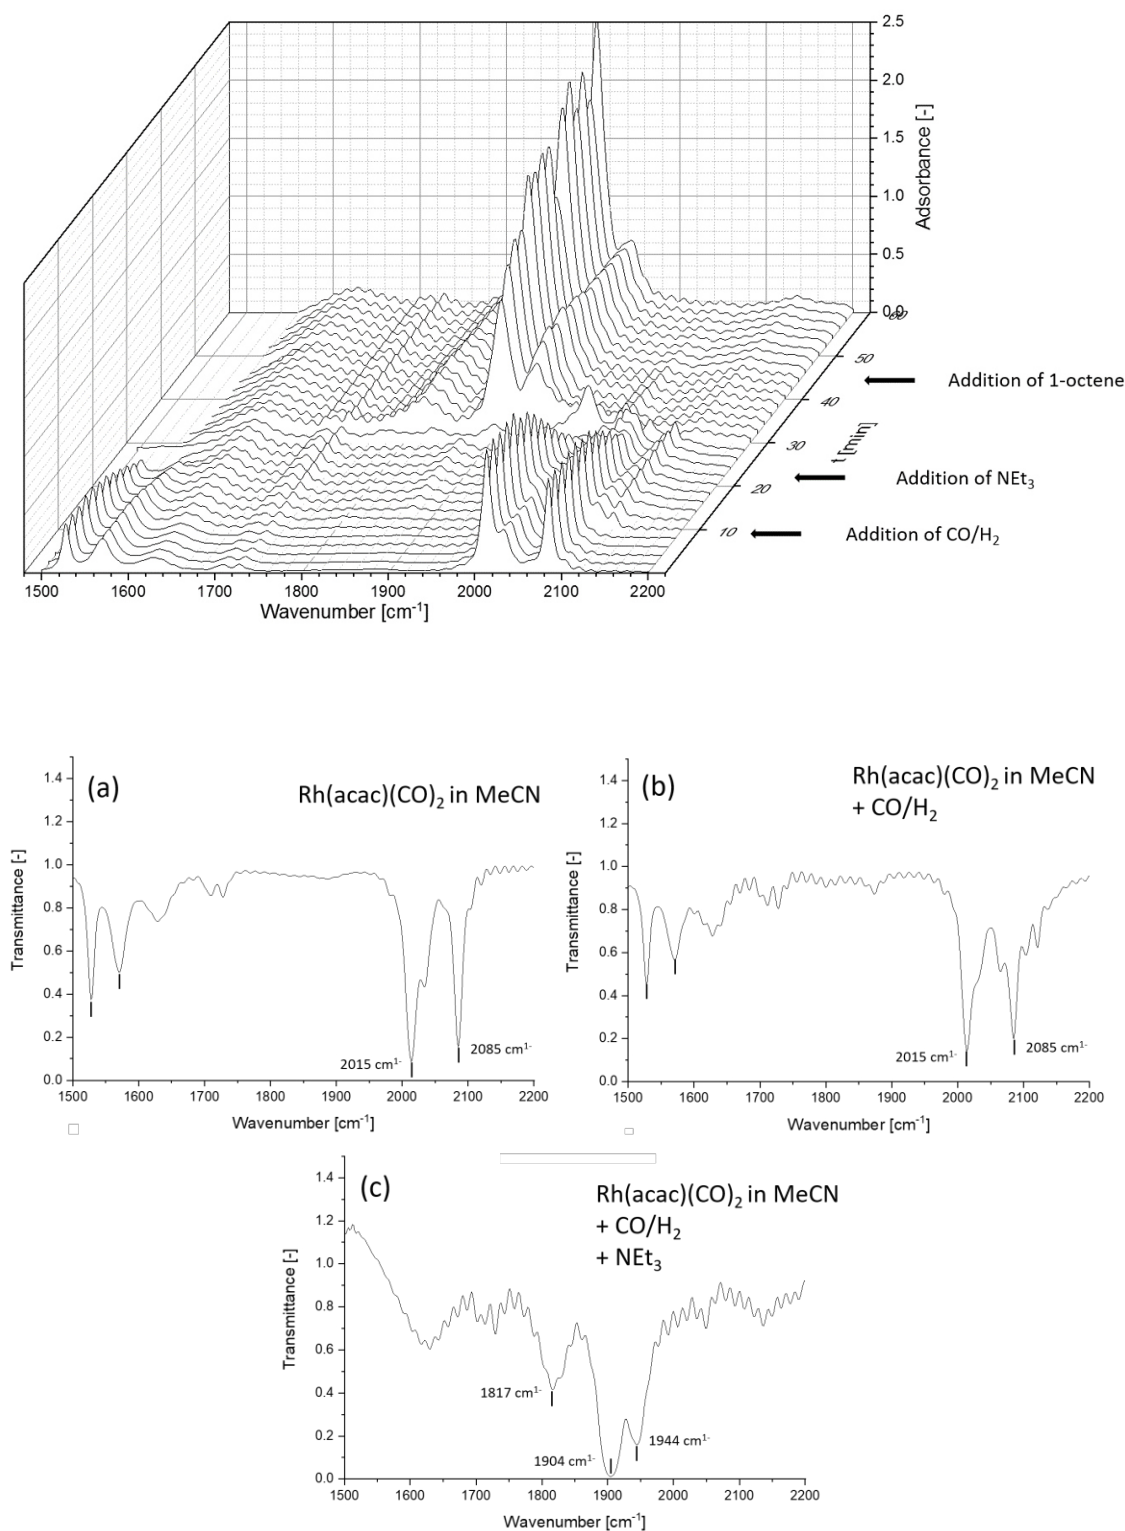 2.5
2.0
1.5
1.0
0.5
0.0
Adsorbance [-]
60
50
40
30
20
10
t [min]
Addition of 1-octene
Addition of NEt3
Addition of CO/H2
1500 1600 1700 1800 1900 2000 2100 2200
Wavenumber [cm-1]
(a)
Rh(acac)(CO)2 in MeCN
1.4
1.2
1.0
0.8
0.6
0.4
0.2
0.0
Transmittance [-]
2015 cm1-
2085 cm1-
1500 1600 1700 1800 1900 2000 2100 2200
Wavenumber [cm-1]
(b)
Rh(acac)(CO)2 in MeCN
+ CO/H2
1.4
1.2
1.0
0.8
0.6
0.4
0.2
0.0
Transmittance [-]
2015 cm1-
2085 cm1-
1500 1600 1700 1800 1900 2000 2100 2200
Wavenumber [cm-1]
(c)
Rh(acac)(CO)2 in MeCN
+ CO/H2
+ NEt3
1.4
1.2
1.0
0.8
0.6
0.4
0.2
0.0
Transmittance [-]
1817 cm1-
1904 cm1-
1944 cm1-
1500 1600 1700 1800 1900 2000 2100 2200
Wavenumber [cm-1]